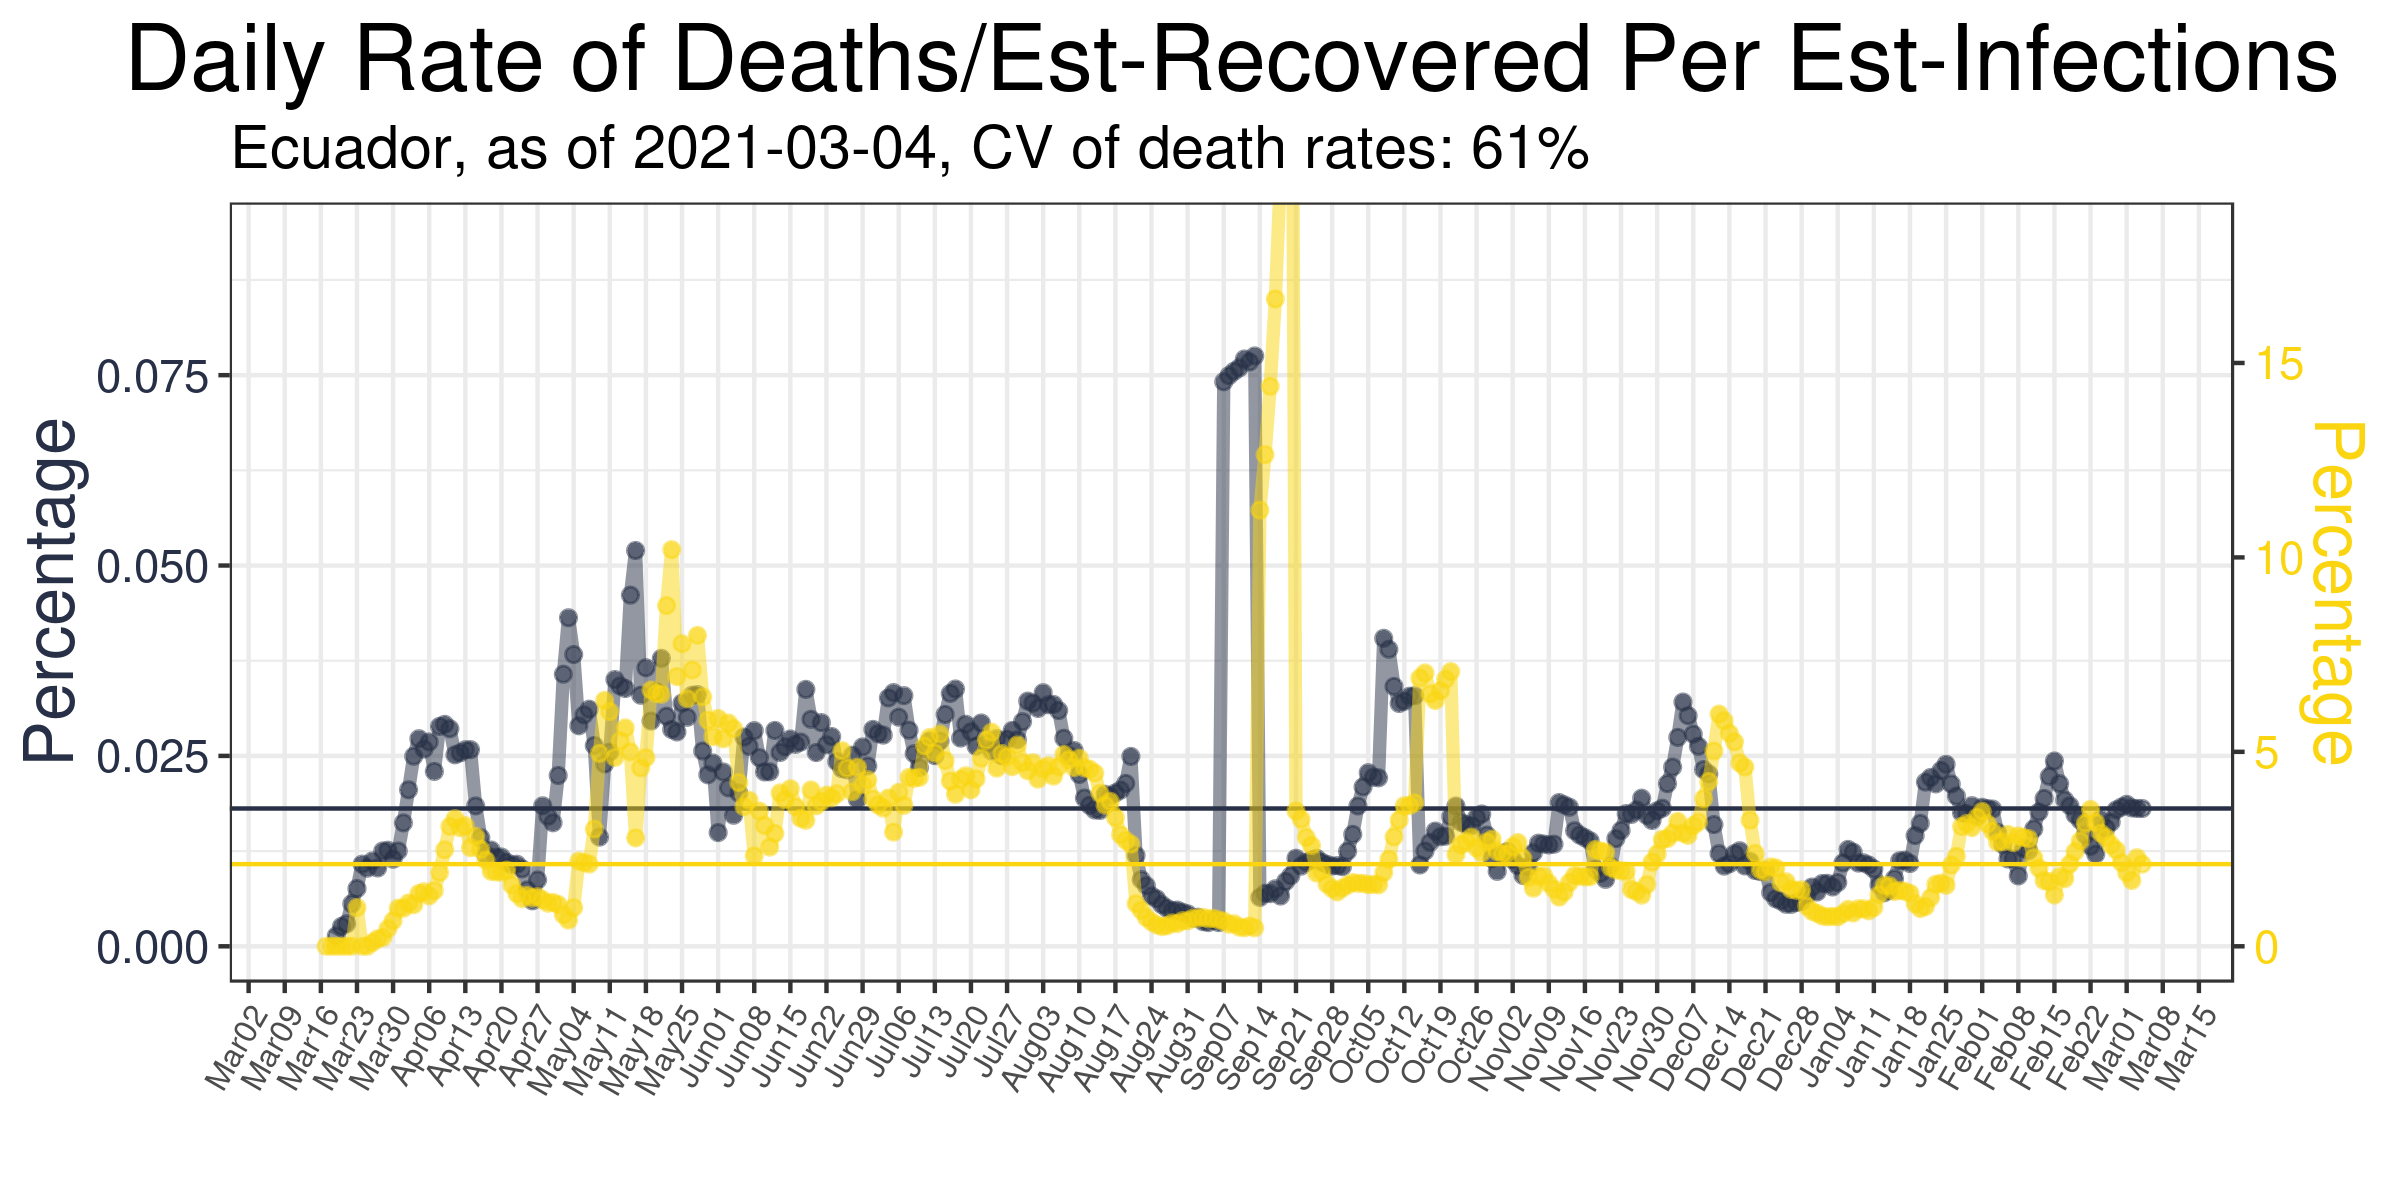 Daily Rate of Deaths/Est-Recovered Per Est-Infections
Ecuador, as of 2021-03-04, CV of death rates: 61%
Percentage
0.075
0.050
0.025
0.000
15
10
5
0
Percentage
Mar02
Mar09
Mar16
Mar23
Mar30
Apr06
Apr13
Apr20
Apr27
May04
May11
May18
May25
Jun01
Jun08
Jun15
Jun22
Jun29
Jul06
Jul13
Jul20
Jul27
Aug03
Aug10
Aug17
Aug24
Aug31
Sep07
Sep14
Sep21
Sep28
Oct05
Oct12
Oct19
Oct26
Nov02
Nov09
Nov16
Nov23
Nov30
Dec07
Dec14
Dec21
Dec28
Jan04
Jan11
Jan18
Jan25
Feb01
Feb08
Feb15
Feb22
Mar01
Mar08
Mar15